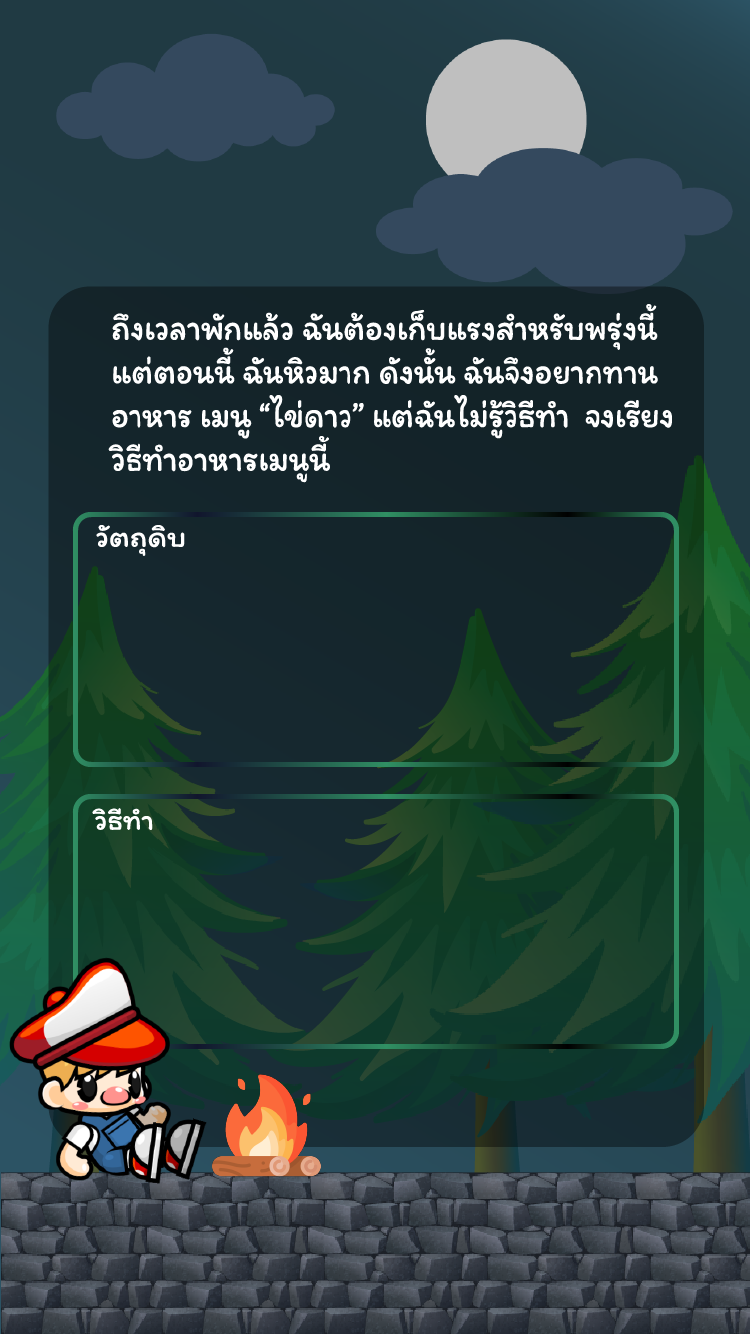 ถึงเวลาพักแล้ว ฉันต้องเก็บแรงสำหรับพรุ่งนี้
แต่ตอนนี้ ฉันหิวมาก ดังนั้น ฉันจึงอยากทาน
อาหาร เมนู “ไข่ดาว” แต่ฉันไม่รู้วิธีทำ จงเรียง
วิธีทำอาหารเมนูนี้
วัตถุดิบ
วิธีทำ